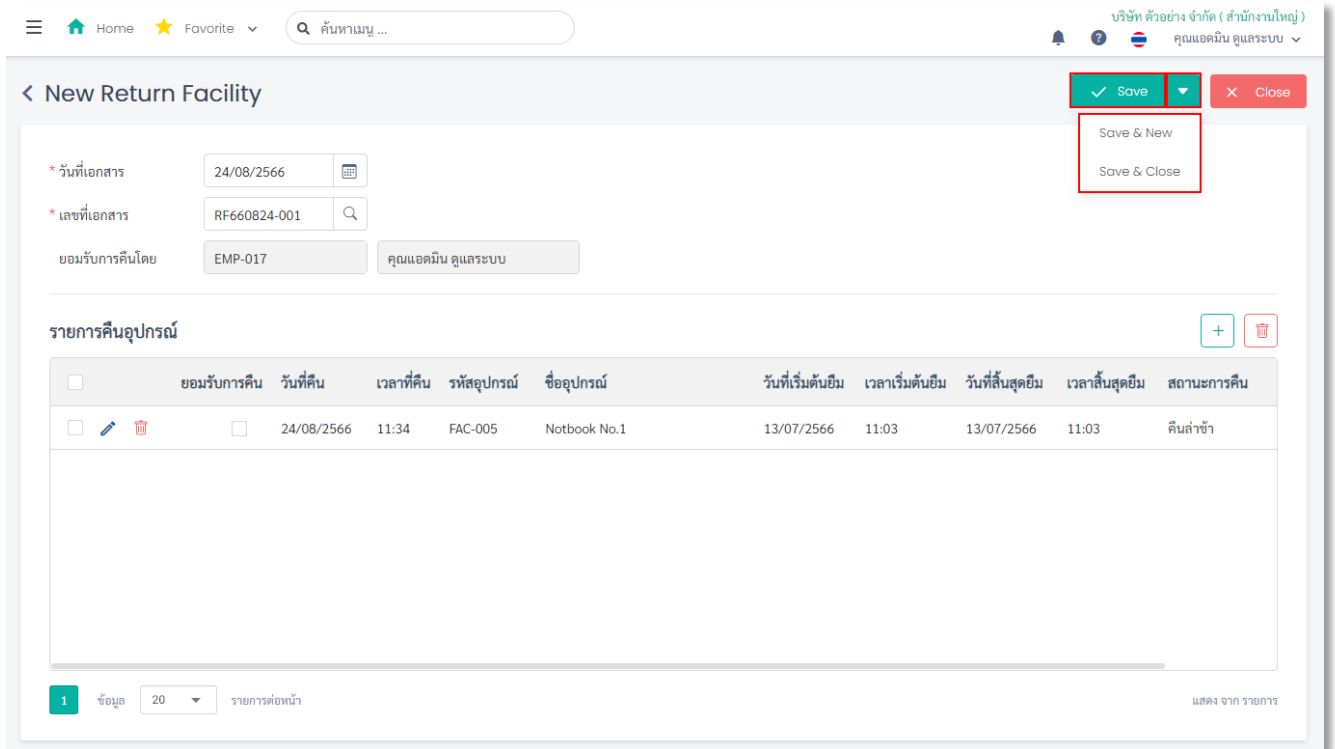 บริษัท ตัวอย่าง จำกัด ( สำนักงานใหญ่ )
Home Favorite ค้นหาเมนู ... คุณแอดมิน ดูแลระบบ
New Return Facility Save Close
Save & New
Save & Close
* วันที่เอกสาร 24/08/2566
* เลขที่เอกสาร RF660824-001
ยอมรับการคืนโดย EMP-017 คุณแอดมิน ดูแลระบบ
รายการคืนอุปกรณ์
ยอมรับการคืน วันที่คืน เวลาที่คืน รหัสอุปกรณ์ ชื่ออุปกรณ์ วันที่เริ่มต้นยืม เวลาเริ่มต้นยืม วันที่สิ้นสุดยืม เวลาสิ้นสุดยืม สถานะการคืน
24/08/2566 11:34 FAC-005 Notbook No.1 13/07/2566 11:03 13/07/2566 11:03 คืนล่าช้า
1 ข้อมูล 20 รายการต่อหน้า แสดง จาก รายการ